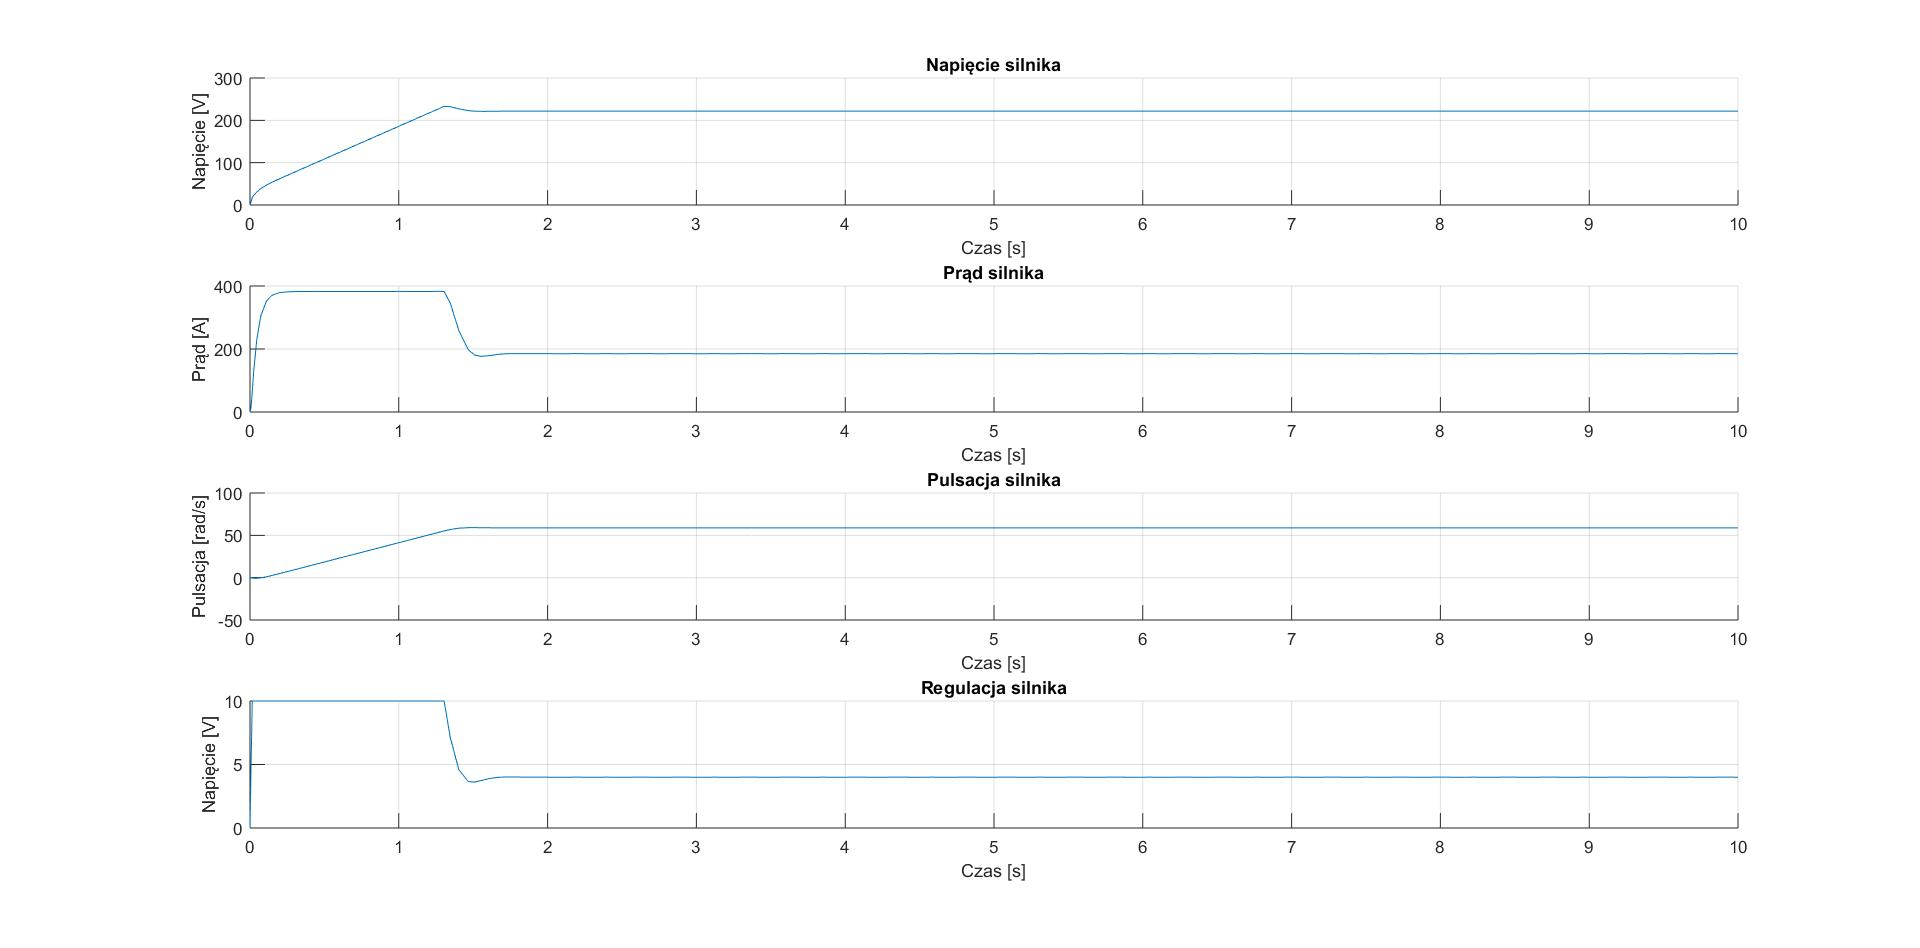 Napięcie silnika
300
200
100
0
Napięcie [V]
0 1 2 3 4 5 6 7 8 9 10
Czas [s]
Prąd silnika
400
200
0
Prąd [A]
0 1 2 3 4 5 6 7 8 9 10
Czas [s]
Pulsacja silnika
100
50
0
-50
Pulsacja [rad/s]
0 1 2 3 4 5 6 7 8 9 10
Czas [s]
Regulacja silnika
10
5
0
Napięcie [V]
0 1 2 3 4 5 6 7 8 9 10
Czas [s]